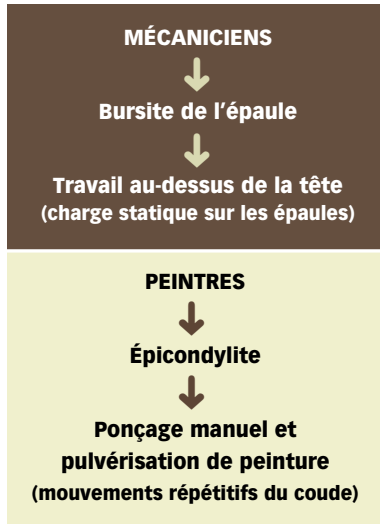 MÉCANICIENS
Bursite de l'épaule
Travail au-dessus de la tête
(charge statique sur les épaules)
PEINTRES
Épicondylite
Ponçage manuel et
pulvérisation de peinture
(mouvements répétitifs du coude)